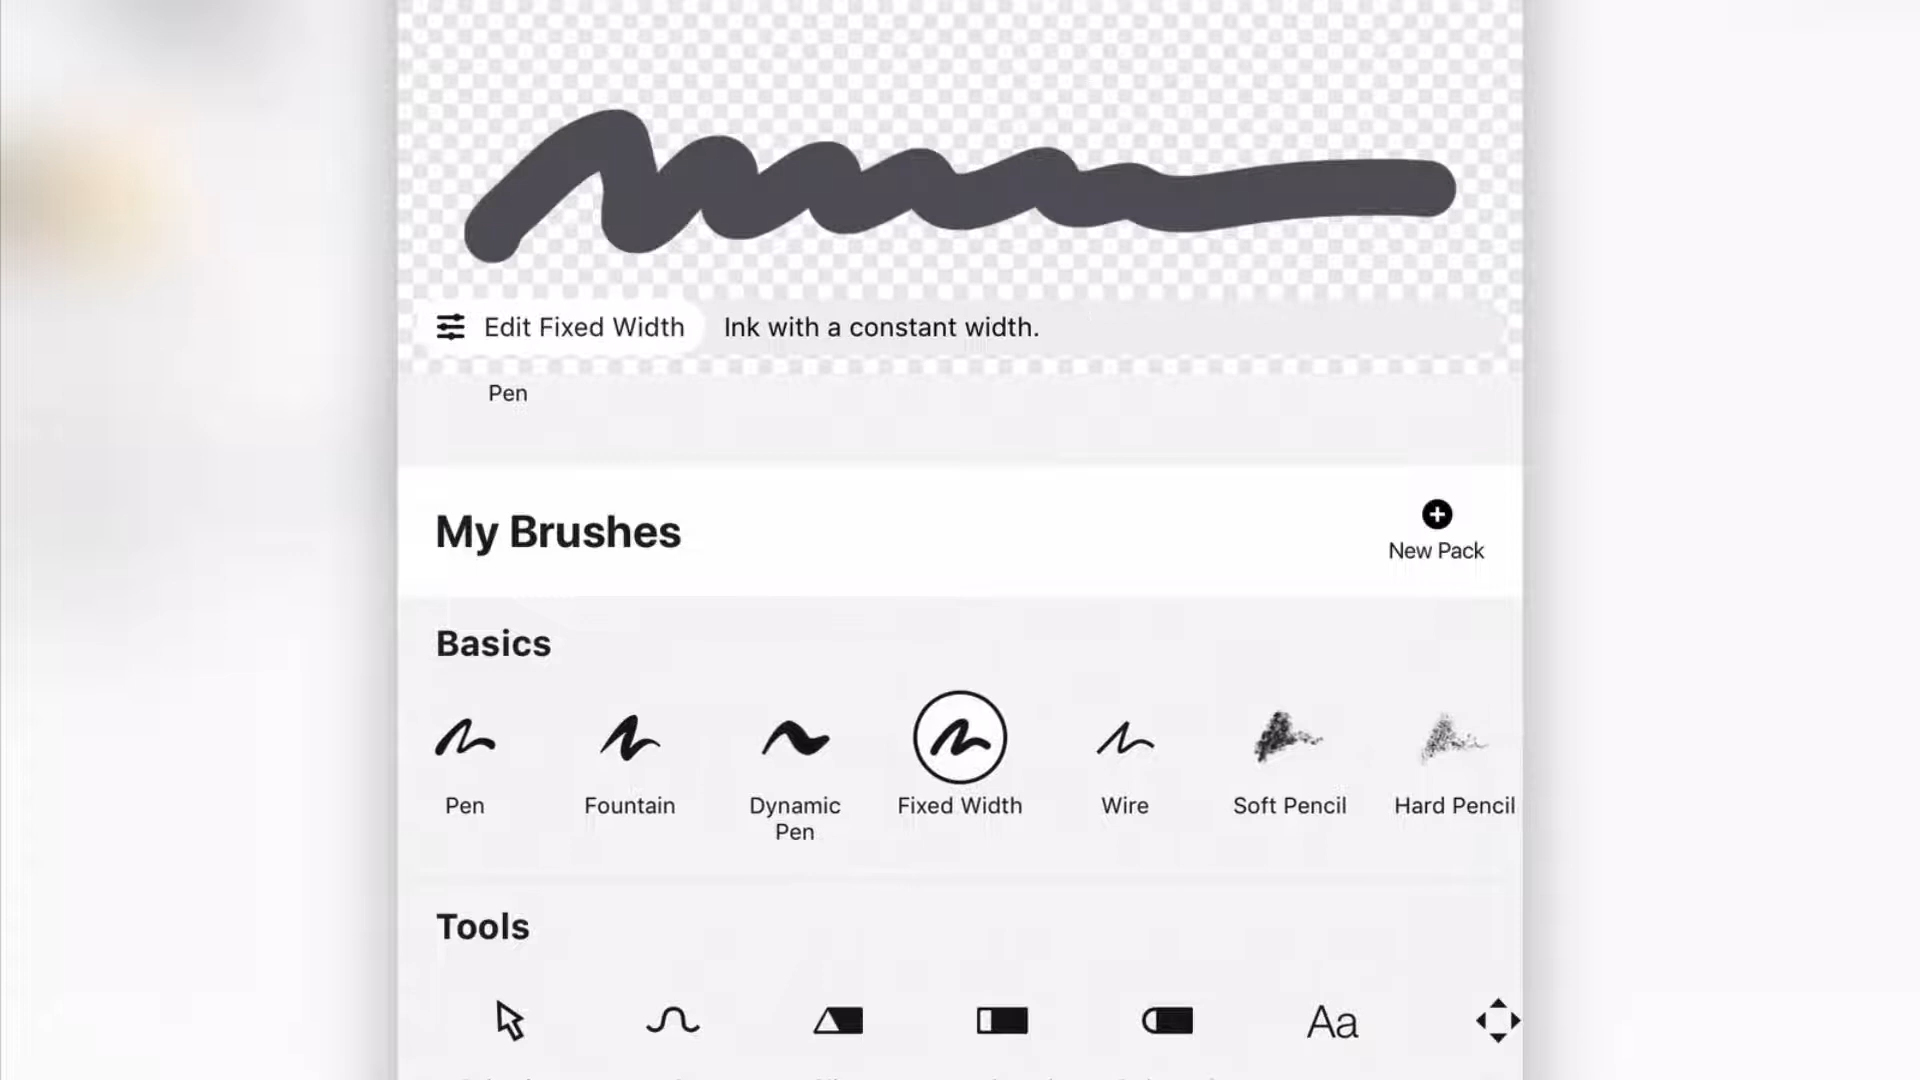 Edit Fixed Width Ink with a constant width.
Pen
My Brushes
New Pack
Basics
Pen Fountain Dynamic Pen Fixed Width Wire Soft Pencil Hard Pencil
Tools
Aa